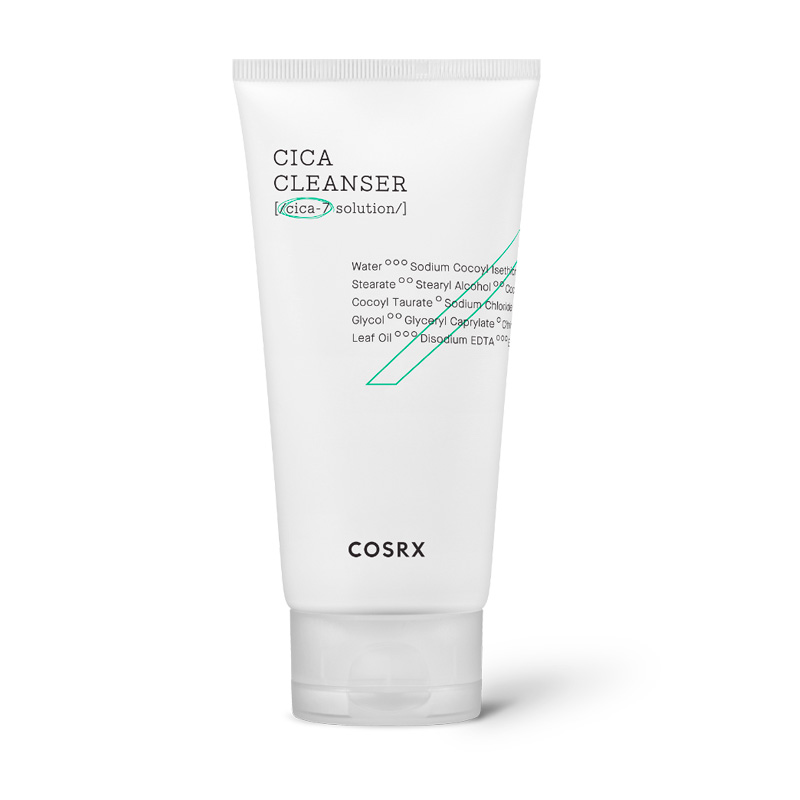 CICA
CLEANSER
[/cica-7 solution/]
Water °°° Sodium Cocoyl
Stearate °° Stearyl Alcohol °°
Cocoyl Taurate ° Sodium Chloride
Glycol °° Glyceryl Caprylate °
Leaf Oil °°° Disodium EDTA °°°
COSRX